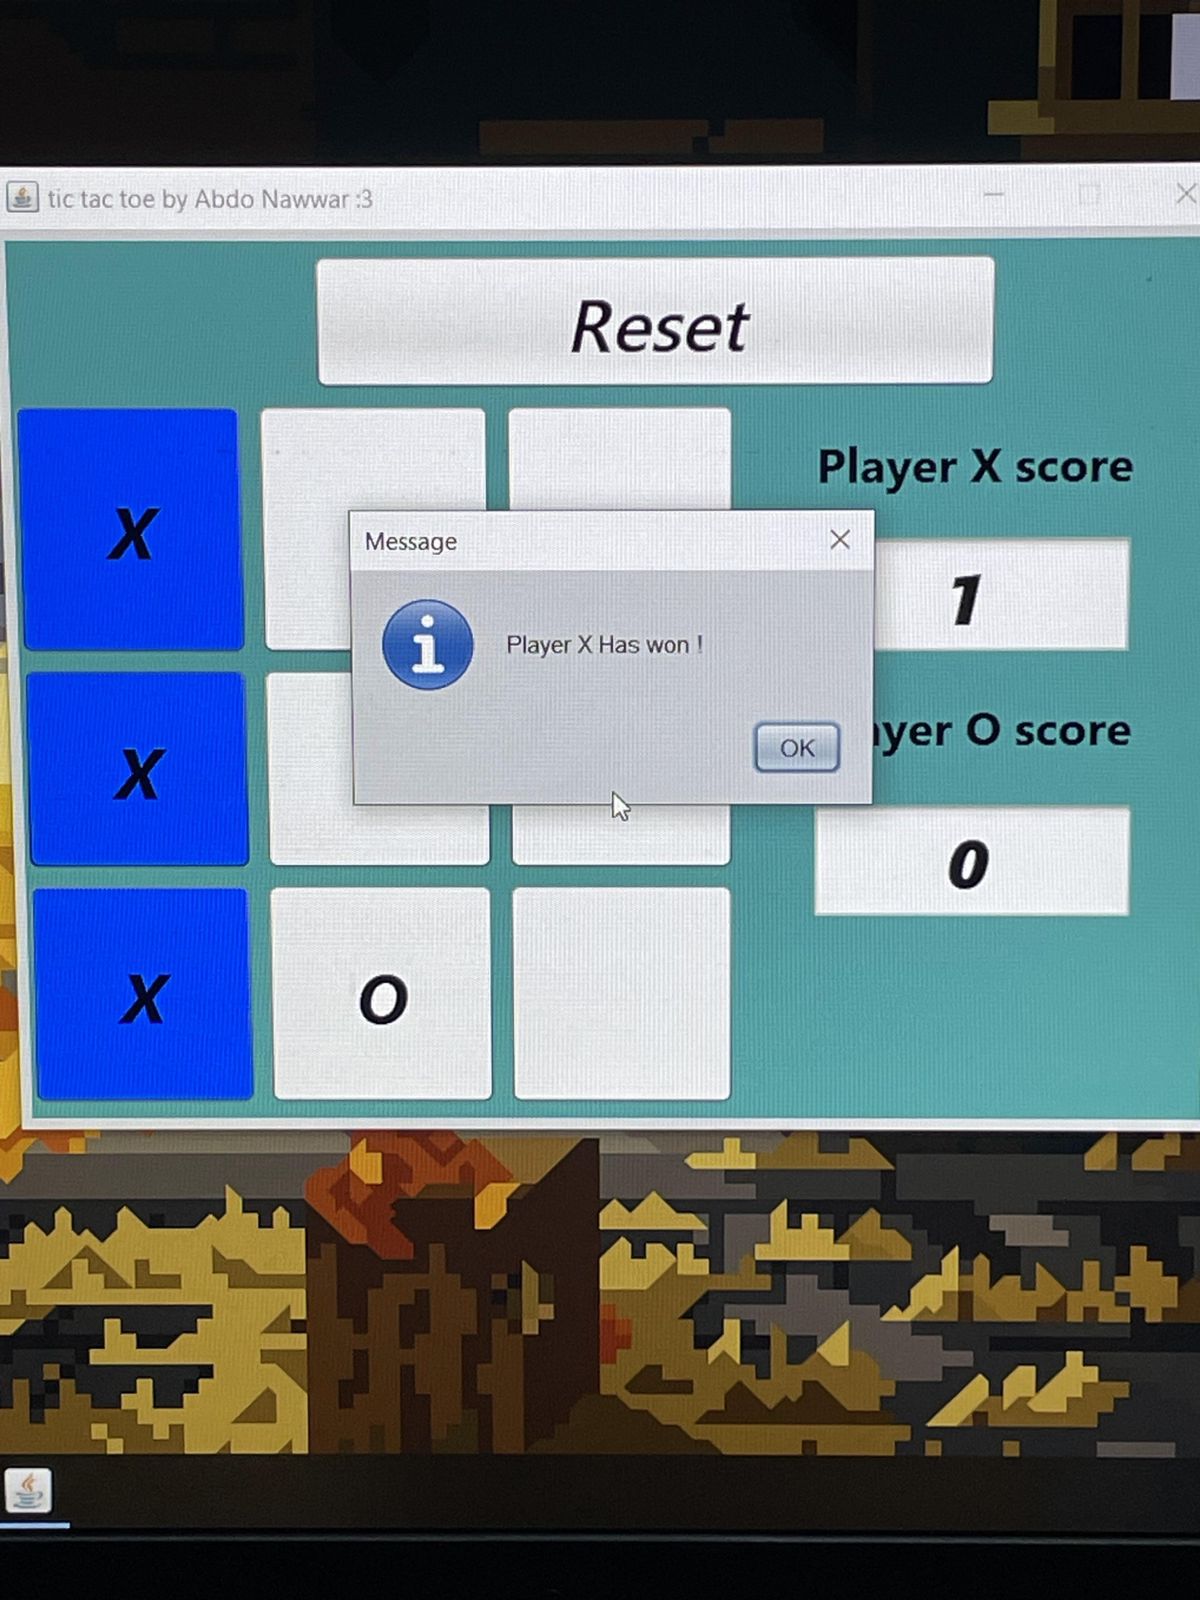 tic tac toe by Abdo Nawwar :3
Reset
X
Player X score
Message
1
Player X Has won !
OK
X
yer O score
0
X
O